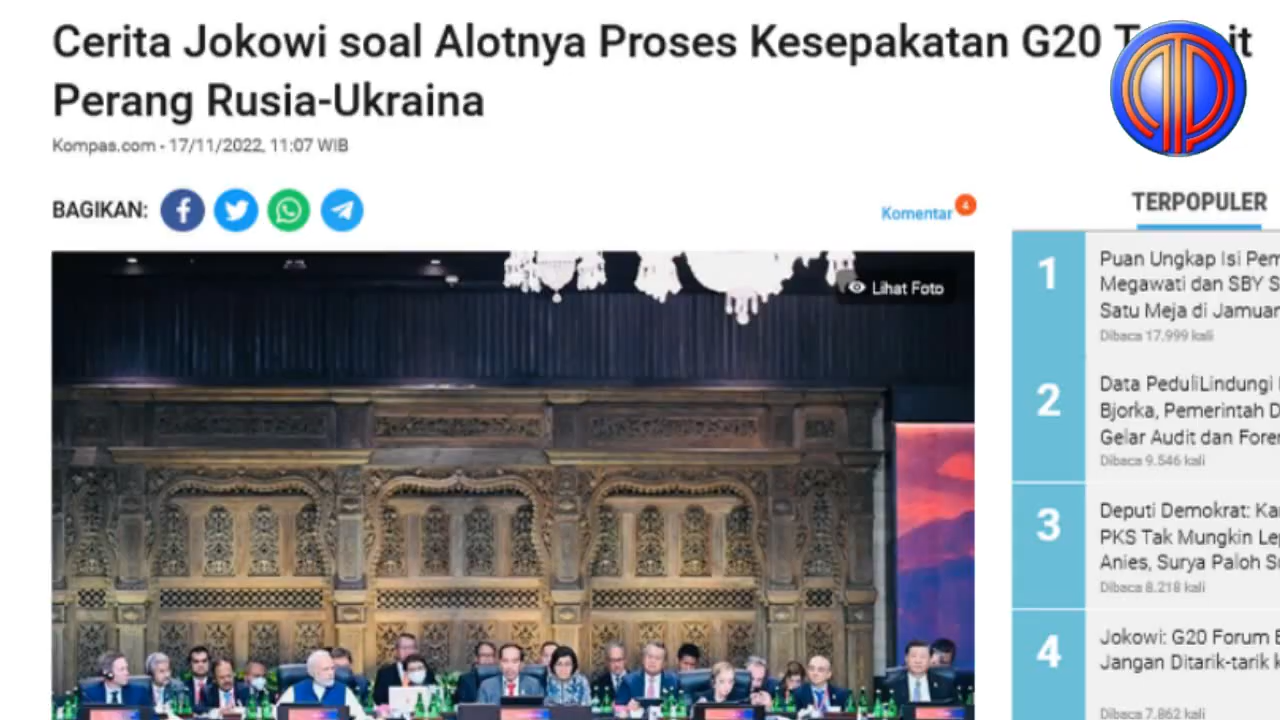 Cerita Jokowi soal Alotnya Proses Kesepakatan G20
Perang Rusia-Ukraina
Kompas.com - 17/11/2022, 11:07 WIB
BAGIKAN:
Komentar 4
Lihat Foto
TERPOPULER
1
Puan Ungkap Isi
Megawati dan SBY
Satu Meja di
Dibaca 17.999 kali
2
Data PeduliLindungi
Bjorka, Pemerintah
Gelar Audit dan
Dibaca 9.546 kali
3
Deputi Demokrat:
PKS Tak Mungkin
Anies, Surya Paloh
Dibaca 8.218 kali
4
Jokowi: G20 Forum
Jangan Ditarik-tarik
Dibaca 7.862 kali